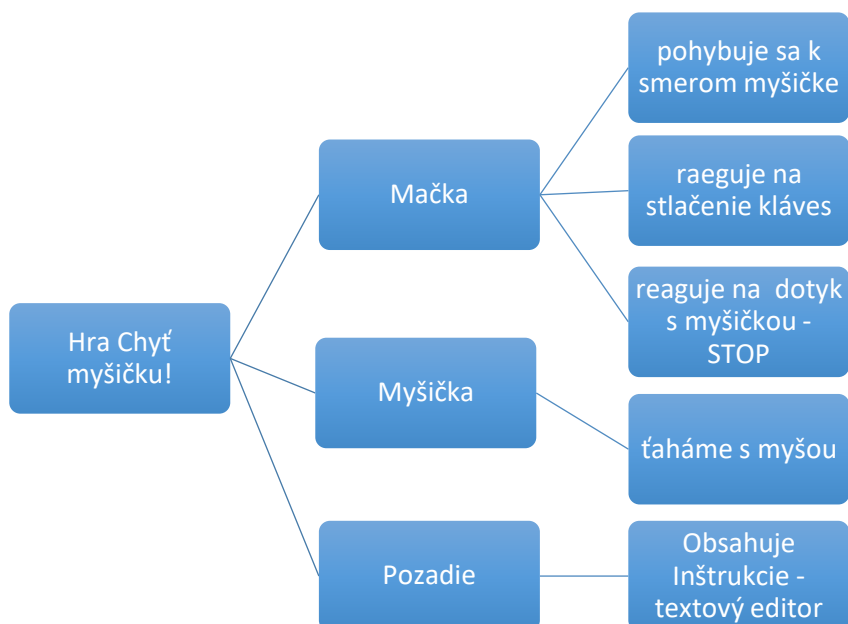 pohybuje sa k
smerom myšičke
Mačka
raeguje na
stlačenie kláves
reaguje na dotyk
s myšičkou -
STOP
Hra Chyť
myšičku!
Myšička
ťaháme s myšou
Pozadie
Obsahuje
Inštrukcie -
textový editor